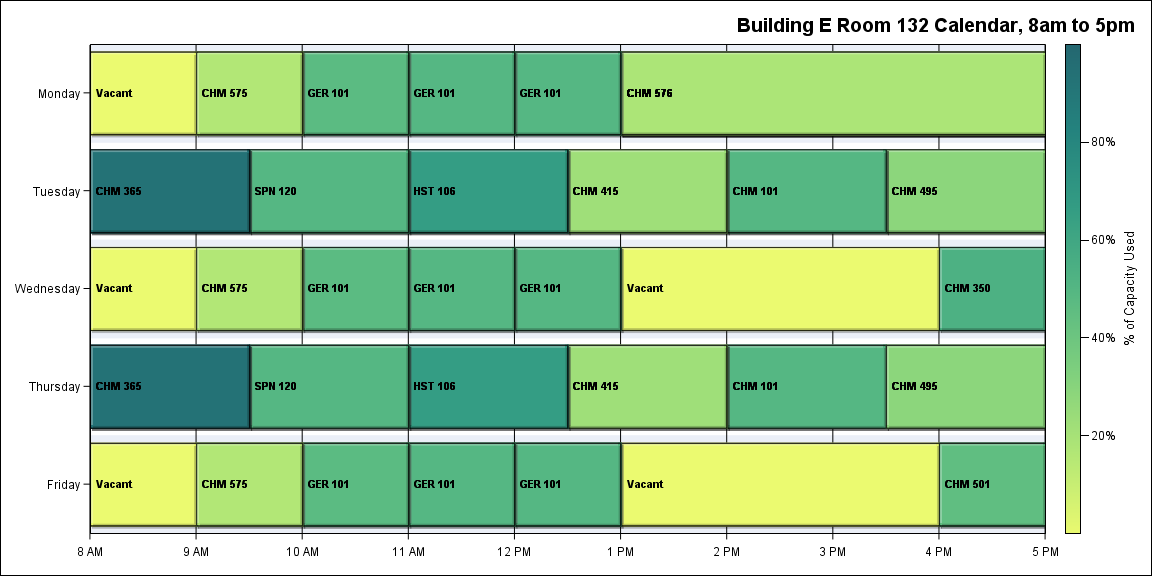 Building E Room 132 Calendar, 8am to 5pm
Monday
Vacant
CHM 575
GER 101
GER 101
GER 101
CHM 576
Tuesday
CHM 365
SPN 120
HST 106
CHM 415
CHM 101
CHM 495
Wednesday
Vacant
CHM 575
GER 101
GER 101
GER 101
Vacant
CHM 350
Thursday
CHM 365
SPN 120
HST 106
CHM 415
CHM 101
CHM 495
Friday
Vacant
CHM 575
GER 101
GER 101
GER 101
Vacant
CHM 501
8 AM
9 AM
10 AM
11 AM
12 PM
1 PM
2 PM
3 PM
4 PM
5 PM
80%
60%
40%
20%
% of Capacity Used